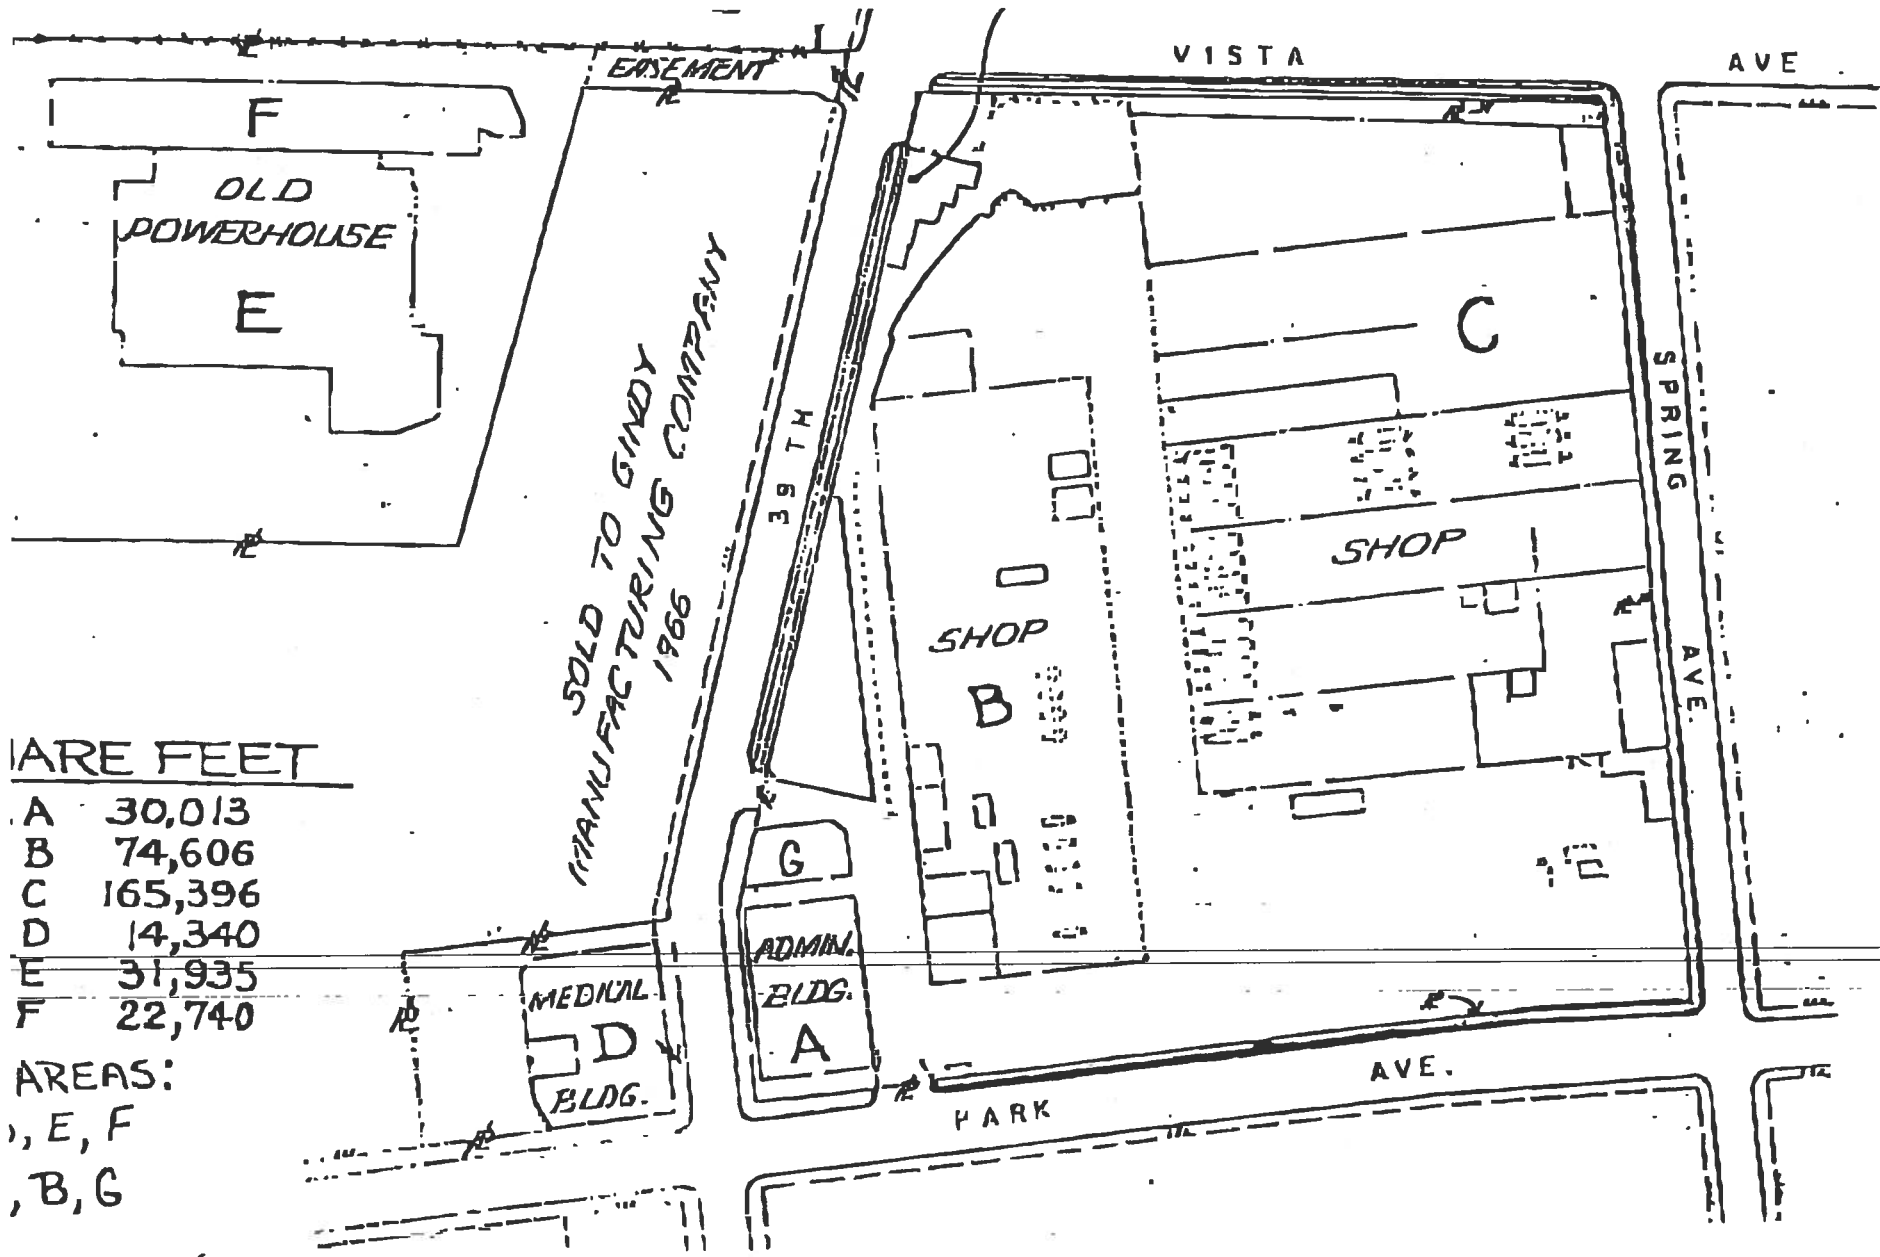 VISTA AVE
EASEMENT
F
OLD
POWERHOUSE
E
SOLD TO GINDY
MANUFACTURING COMPANY
1966
39 TH
C
SPRING AVE.
SHOP
SHOP
B
ARE FEET
A 30,013
B 74,606
C 165,396
D 14,340
E 31,935
F 22,740
AREAS:
, E, F
, B, G
G
ADMIN.
BLDG.
A
MEDICAL
D
BLDG.
PARK AVE.